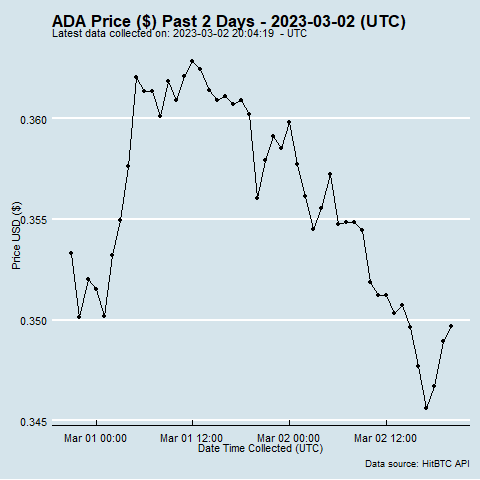 ADA Price ($) Past 2 Days - 2023-03-02 (UTC)
Latest data collected on: 2023-03-02 20:04:19 - UTC
0.360
0.355
0.350
0.345
Price USD ($)
Mar 01 00:00
Mar 01 12:00
Mar 02 00:00
Mar 02 12:00
Date Time Collected (UTC)
Data source: HitBTC API